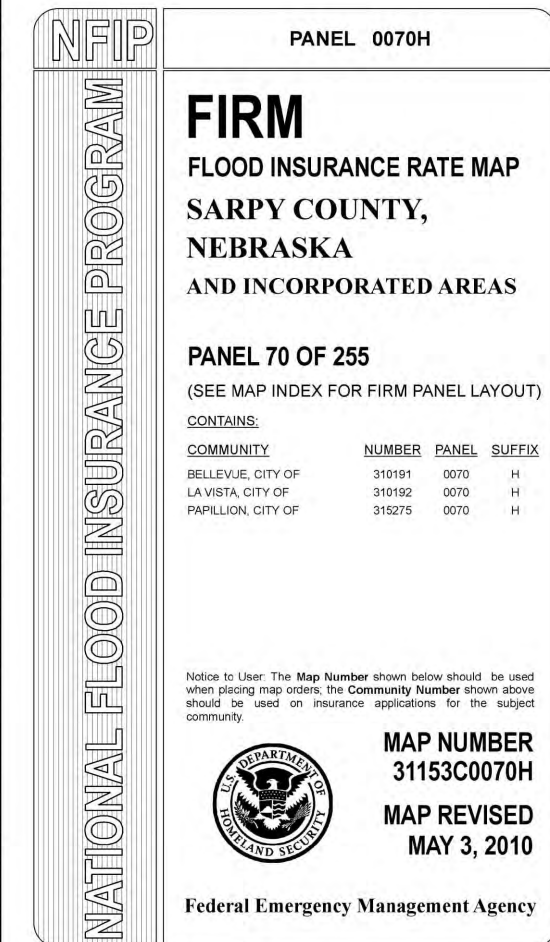 NFIP
PANEL 0070H
NATIONAL FLOOD INSURANCE PROGRAM
FIRM
FLOOD INSURANCE RATE MAP
SARPY COUNTY,
NEBRASKA
AND INCORPORATED AREAS
PANEL 70 OF 255
(SEE MAP INDEX FOR FIRM PANEL LAYOUT)
CONTAINS:
COMMUNITY NUMBER PANEL SUFFIX
BELLEVUE, CITY OF 310191 0070 H
LA VISTA, CITY OF 310192 0070 H
PAPILLION, CITY OF 315275 0070 H
Notice to User: The Map Number shown below should be used
when placing map orders; the Community Number shown above
should be used on insurance applications for the subject
community.
U.S. DEPARTMENT OF
HOMELAND SECURITY
MAP NUMBER
31153C0070H
MAP REVISED
MAY 3, 2010
Federal Emergency Management Agency